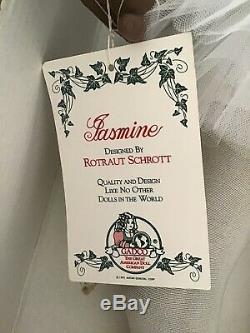 Jasmine
DESIGNED BY
ROTRAUT SCHROTT
QUALITY AND DESIGN
LIKE NO OTHER
DOLLS IN THE WORLD
GADCO
THE GREAT
AMERICAN DOLL
COMPANY